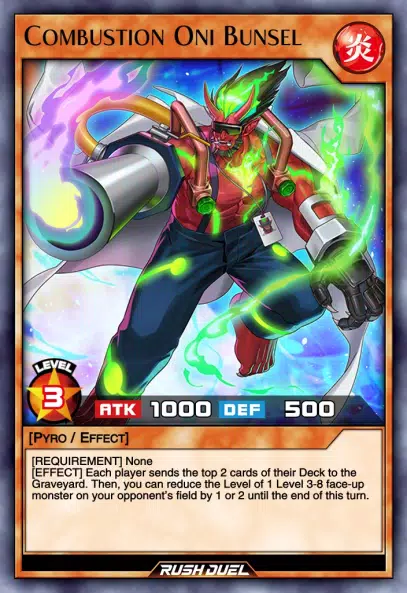 COMBUSTION ONI BUNSEL
炎
LEVEL
3
ATK 1000 DEF 500
[PYRO / EFFECT]
[REQUIREMENT] None
[EFFECT] Each player sends the top 2 cards of their Deck to the
Graveyard. Then, you can reduce the Level of 1 Level 3-8 face-up
monster on your opponent's field by 1 or 2 until the end of this turn.
RUSH DUEL